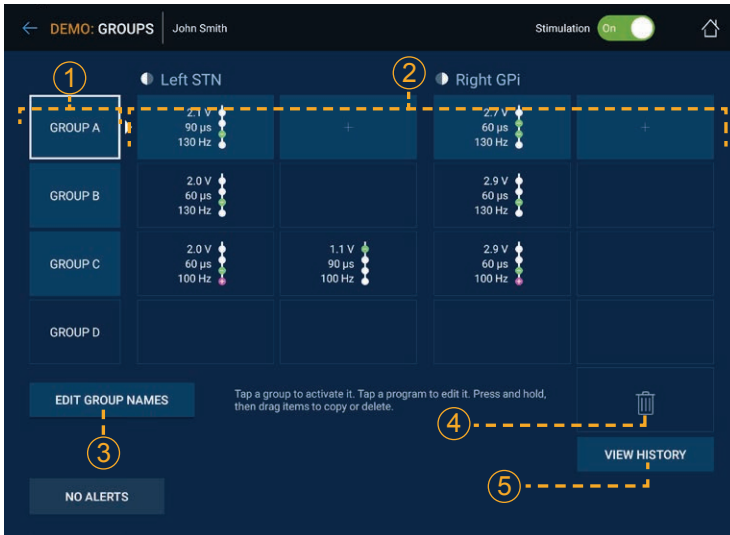 DEMO: GROUPS John Smith Stimulation On
1 2
Left STN Right GPi
GROUP A
2.1 V
90 µs
130 Hz
+
2.7 V
60 µs
130 Hz
+
GROUP B
2.0 V
60 µs
130 Hz
2.9 V
60 µs
130 Hz
GROUP C
2.0 V
60 µs
100 Hz
1.1 V
90 µs
100 Hz
2.9 V
60 µs
100 Hz
GROUP D
EDIT GROUP NAMES
Tap a group to activate it. Tap a program to edit it. Press and hold,
then drag items to copy or delete.
3
4
VIEW HISTORY
5
NO ALERTS